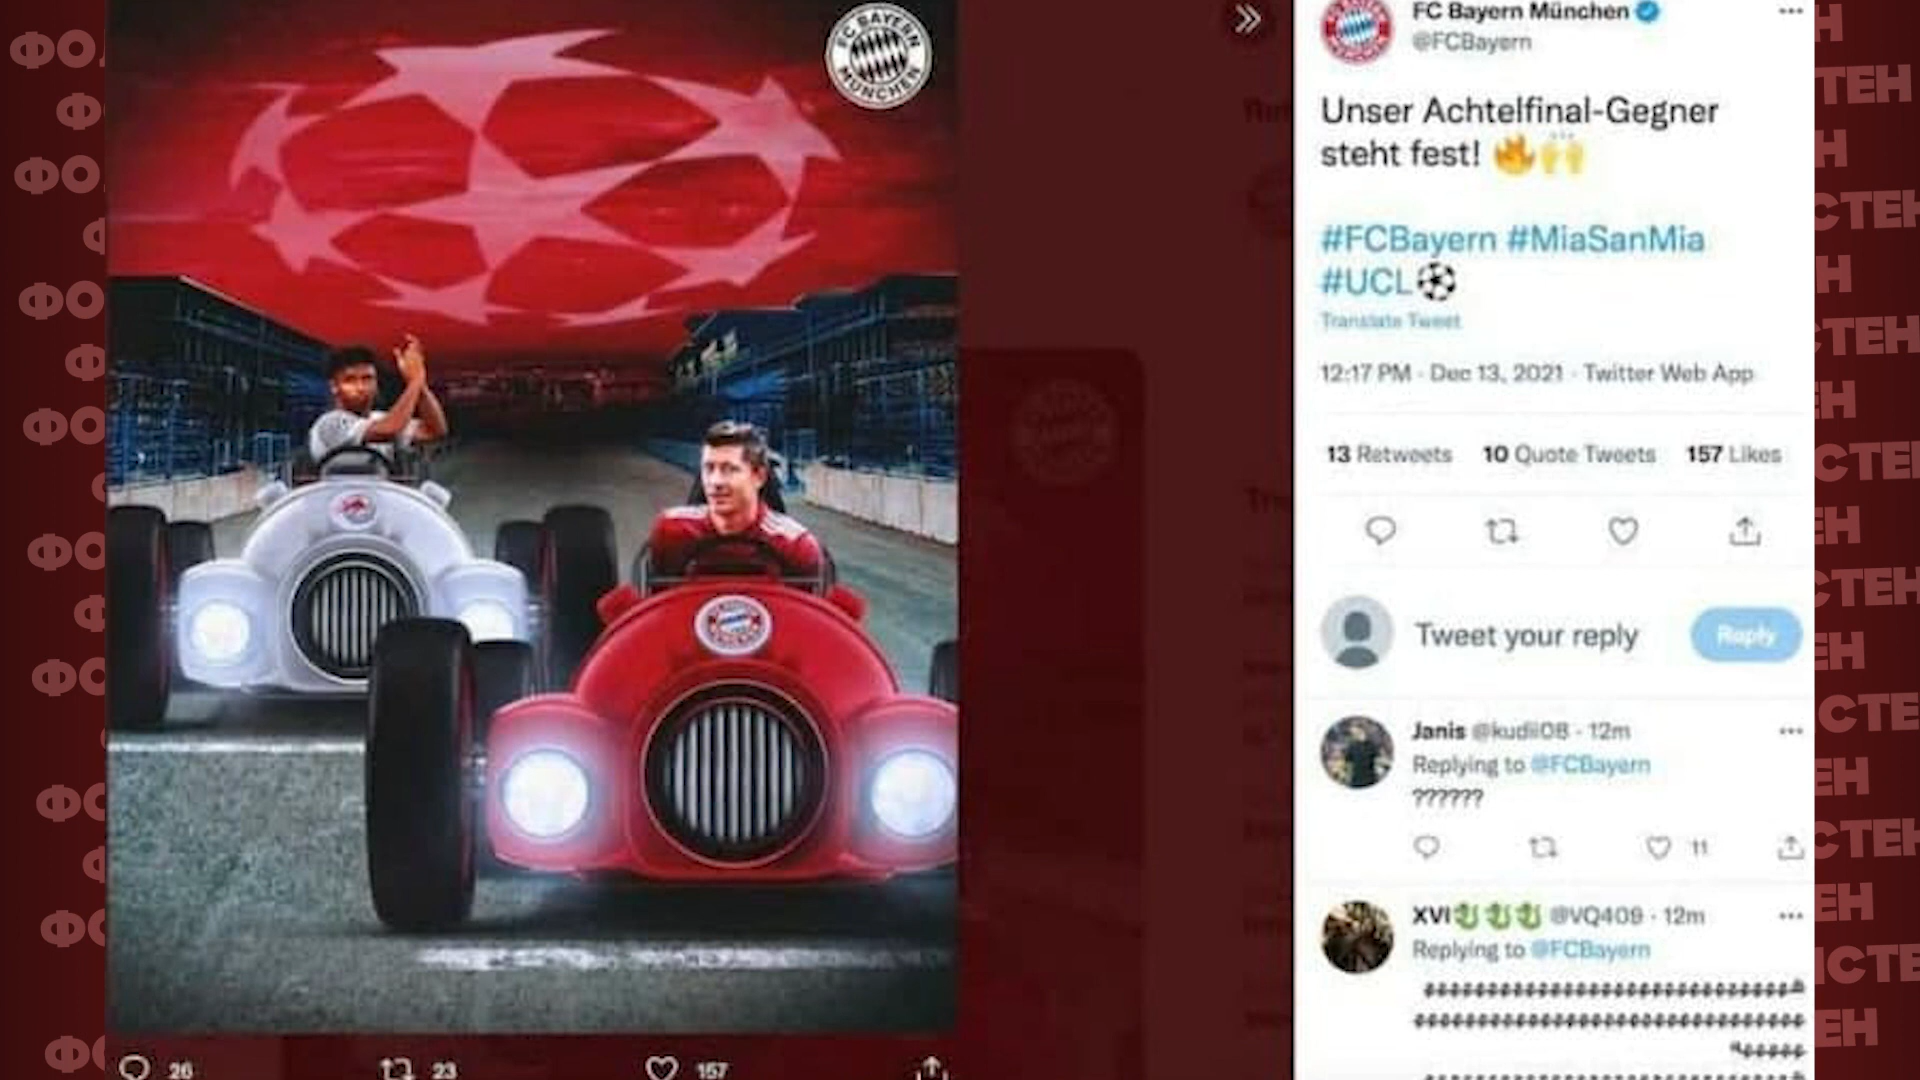 FC BAYERN
MÜNCHEN
26
23
157
FC Bayern München
@FCBayern
Unser Achtelfinal-Gegner
steht fest! 🔥🙌
#FCBayern #MiaSanMia
#UCL⚽
Translate Tweet
12:17 PM · Dec 13, 2021 · Twitter Web App
13 Retweets 10 Quote Tweets 157 Likes
Tweet your reply
Reply
Janis @kudii08 · 12m
Replying to @FCBayern
??????
11
XVI🐉🐉🐉 @VQ409 · 12m
Replying to @FCBayern